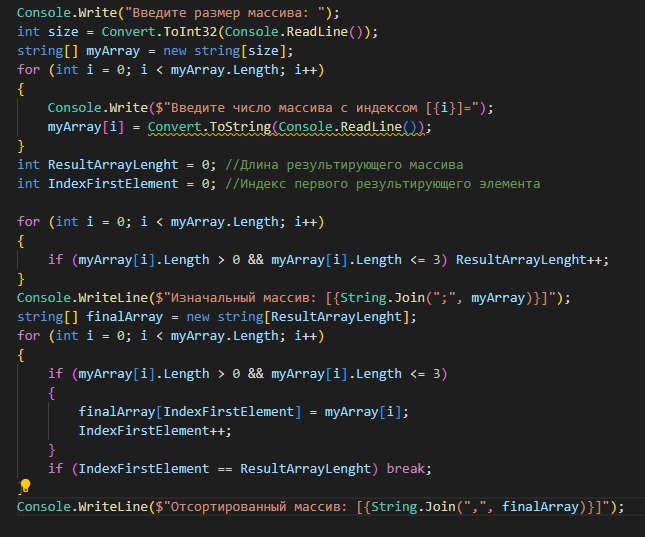 Console.Write("Введите размер массива: ");
int size = Convert.ToInt32(Console.ReadLine());
string[] myArray = new string[size];
for (int i = 0; i < myArray.Length; i++)
{
    Console.Write($"Введите число массива с индексом [{i}]=");
    myArray[i] = Convert.ToString(Console.ReadLine());
}
int ResultArrayLenght = 0; //Длина результирующего массива
int IndexFirstElement = 0; //Индекс первого результирующего элемента

for (int i = 0; i < myArray.Length; i++)
{
    if (myArray[i].Length > 0 && myArray[i].Length <= 3) ResultArrayLenght++;
}
Console.WriteLine($"Изначальный массив: [{String.Join(";", myArray)}]");
string[] finalArray = new string[ResultArrayLenght];
for (int i = 0; i < myArray.Length; i++)
{
    if (myArray[i].Length > 0 && myArray[i].Length <= 3)
    {
        finalArray[IndexFirstElement] = myArray[i];
        IndexFirstElement++;
    }
    if (IndexFirstElement == ResultArrayLenght) break;
}
Console.WriteLine($"Отсортированный массив: [{String.Join(",", finalArray)}]");